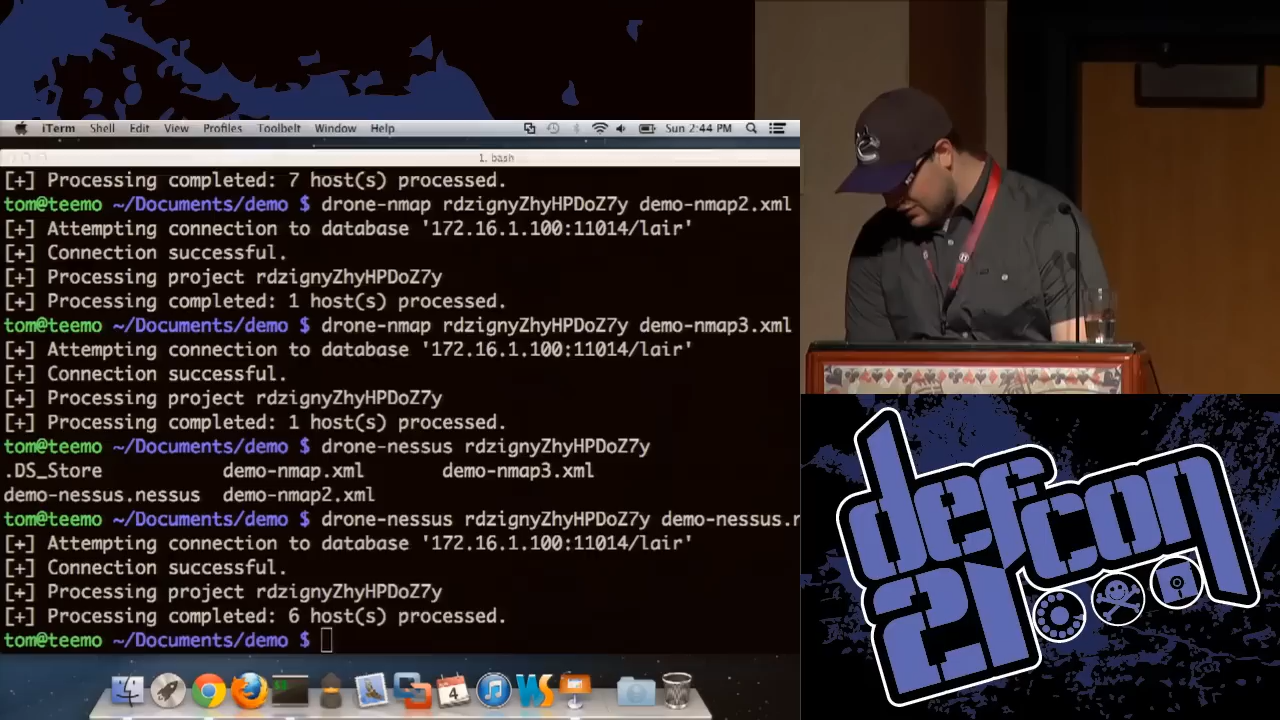 iTerm Shell Edit View Profiles Toolbelt Window Help Sun 2:44 PM
1. bash
[+] Processing completed: 7 host(s) processed.
tom@teemo ~/Documents/demo $ drone-nmap rdzignyZhyHPDoZ7y demo-nmap2.xml
[+] Attempting connection to database '172.16.1.100:11014/lair'
[+] Connection successful.
[+] Processing project rdzignyZhyHPDoZ7y
[+] Processing completed: 1 host(s) processed.
tom@teemo ~/Documents/demo $ drone-nmap rdzignyZhyHPDoZ7y demo-nmap3.xml
[+] Attempting connection to database '172.16.1.100:11014/lair'
[+] Connection successful.
[+] Processing project rdzignyZhyHPDoZ7y
[+] Processing completed: 1 host(s) processed.
tom@teemo ~/Documents/demo $ drone-nessus rdzignyZhyHPDoZ7y
.DS_Store demo-nmap.xml demo-nmap3.xml
demo-nessus.nessus demo-nmap2.xml
tom@teemo ~/Documents/demo $ drone-nessus rdzignyZhyHPDoZ7y demo-nessus.n
[+] Attempting connection to database '172.16.1.100:11014/lair'
[+] Connection successful.
[+] Processing project rdzignyZhyHPDoZ7y
[+] Processing completed: 6 host(s) processed.
tom@teemo ~/Documents/demo $
4
WS
defcon
21